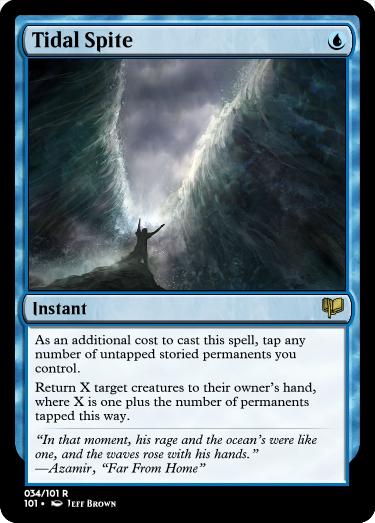 Tidal Spite
Instant
As an additional cost to cast this spell, tap any
number of untapped storied permanents you
control.
Return X target creatures to their owner's hand,
where X is one plus the number of permanents
tapped this way.
“In that moment, his rage and the ocean's were like
one, and the waves rose with his hands.”
—Azamir, “Far From Home”
034/101 R
101 • Jeff Brown